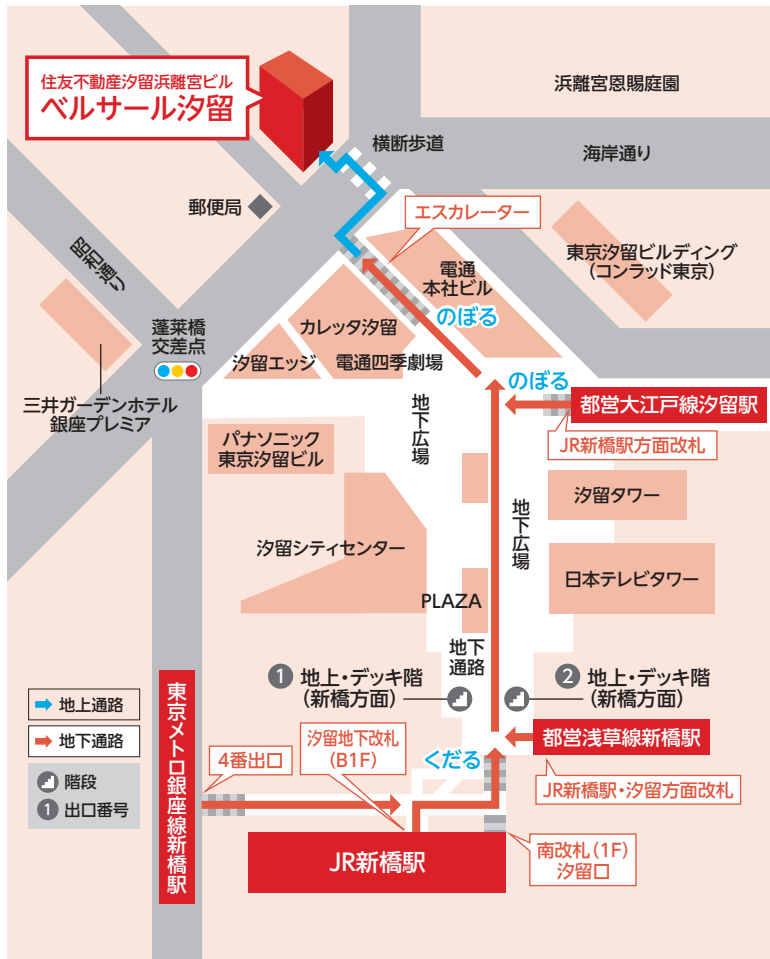 住友不動産汐留浜離宮ビル
ベルサール汐留
浜離宮恩賜庭園
横断歩道
海岸通り
郵便局
エスカレーター
昭和通り
東京汐留ビルディング
（コンラッド東京）
電通
本社ビル
のぼる
カレッタ汐留
蓬莱橋
交差点
汐留エッジ
電通四季劇場
のぼる
三井ガーデンホテル
銀座プレミア
地下広場
都営大江戸線汐留駅
JR新橋駅方面改札
パナソニック
東京汐留ビル
汐留タワー
地下広場
汐留シティセンター
日本テレビタワー
PLAZA
地下
通路
1 地上・デッキ階
（新橋方面）
2 地上・デッキ階
（新橋方面）
東京メトロ銀座線新橋駅
地上通路
地下通路
階段
1 出口番号
4番出口
汐留地下改札
（B1F）
くだる
都営浅草線新橋駅
JR新橋駅・汐留方面改札
JR新橋駅
南改札（1F）
汐留口